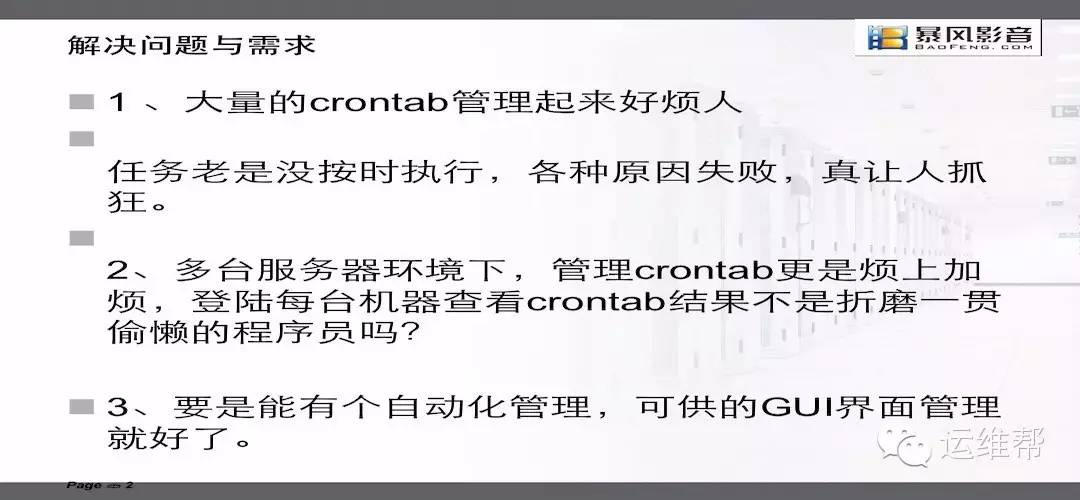 解决问题与需求
暴风影音
BAOFENG.COM
1 、大量的crontab管理起来好烦人
任务老是没按时执行，各种原因失败，真让人抓
狂。
2、多台服务器环境下，管理crontab更是烦上加
烦，登陆每台机器查看crontab结果不是折磨一贯
偷懒的程序员吗?
3、要是能有个自动化管理，可供的GUI界面管理
就好了。
运维帮
Page 2